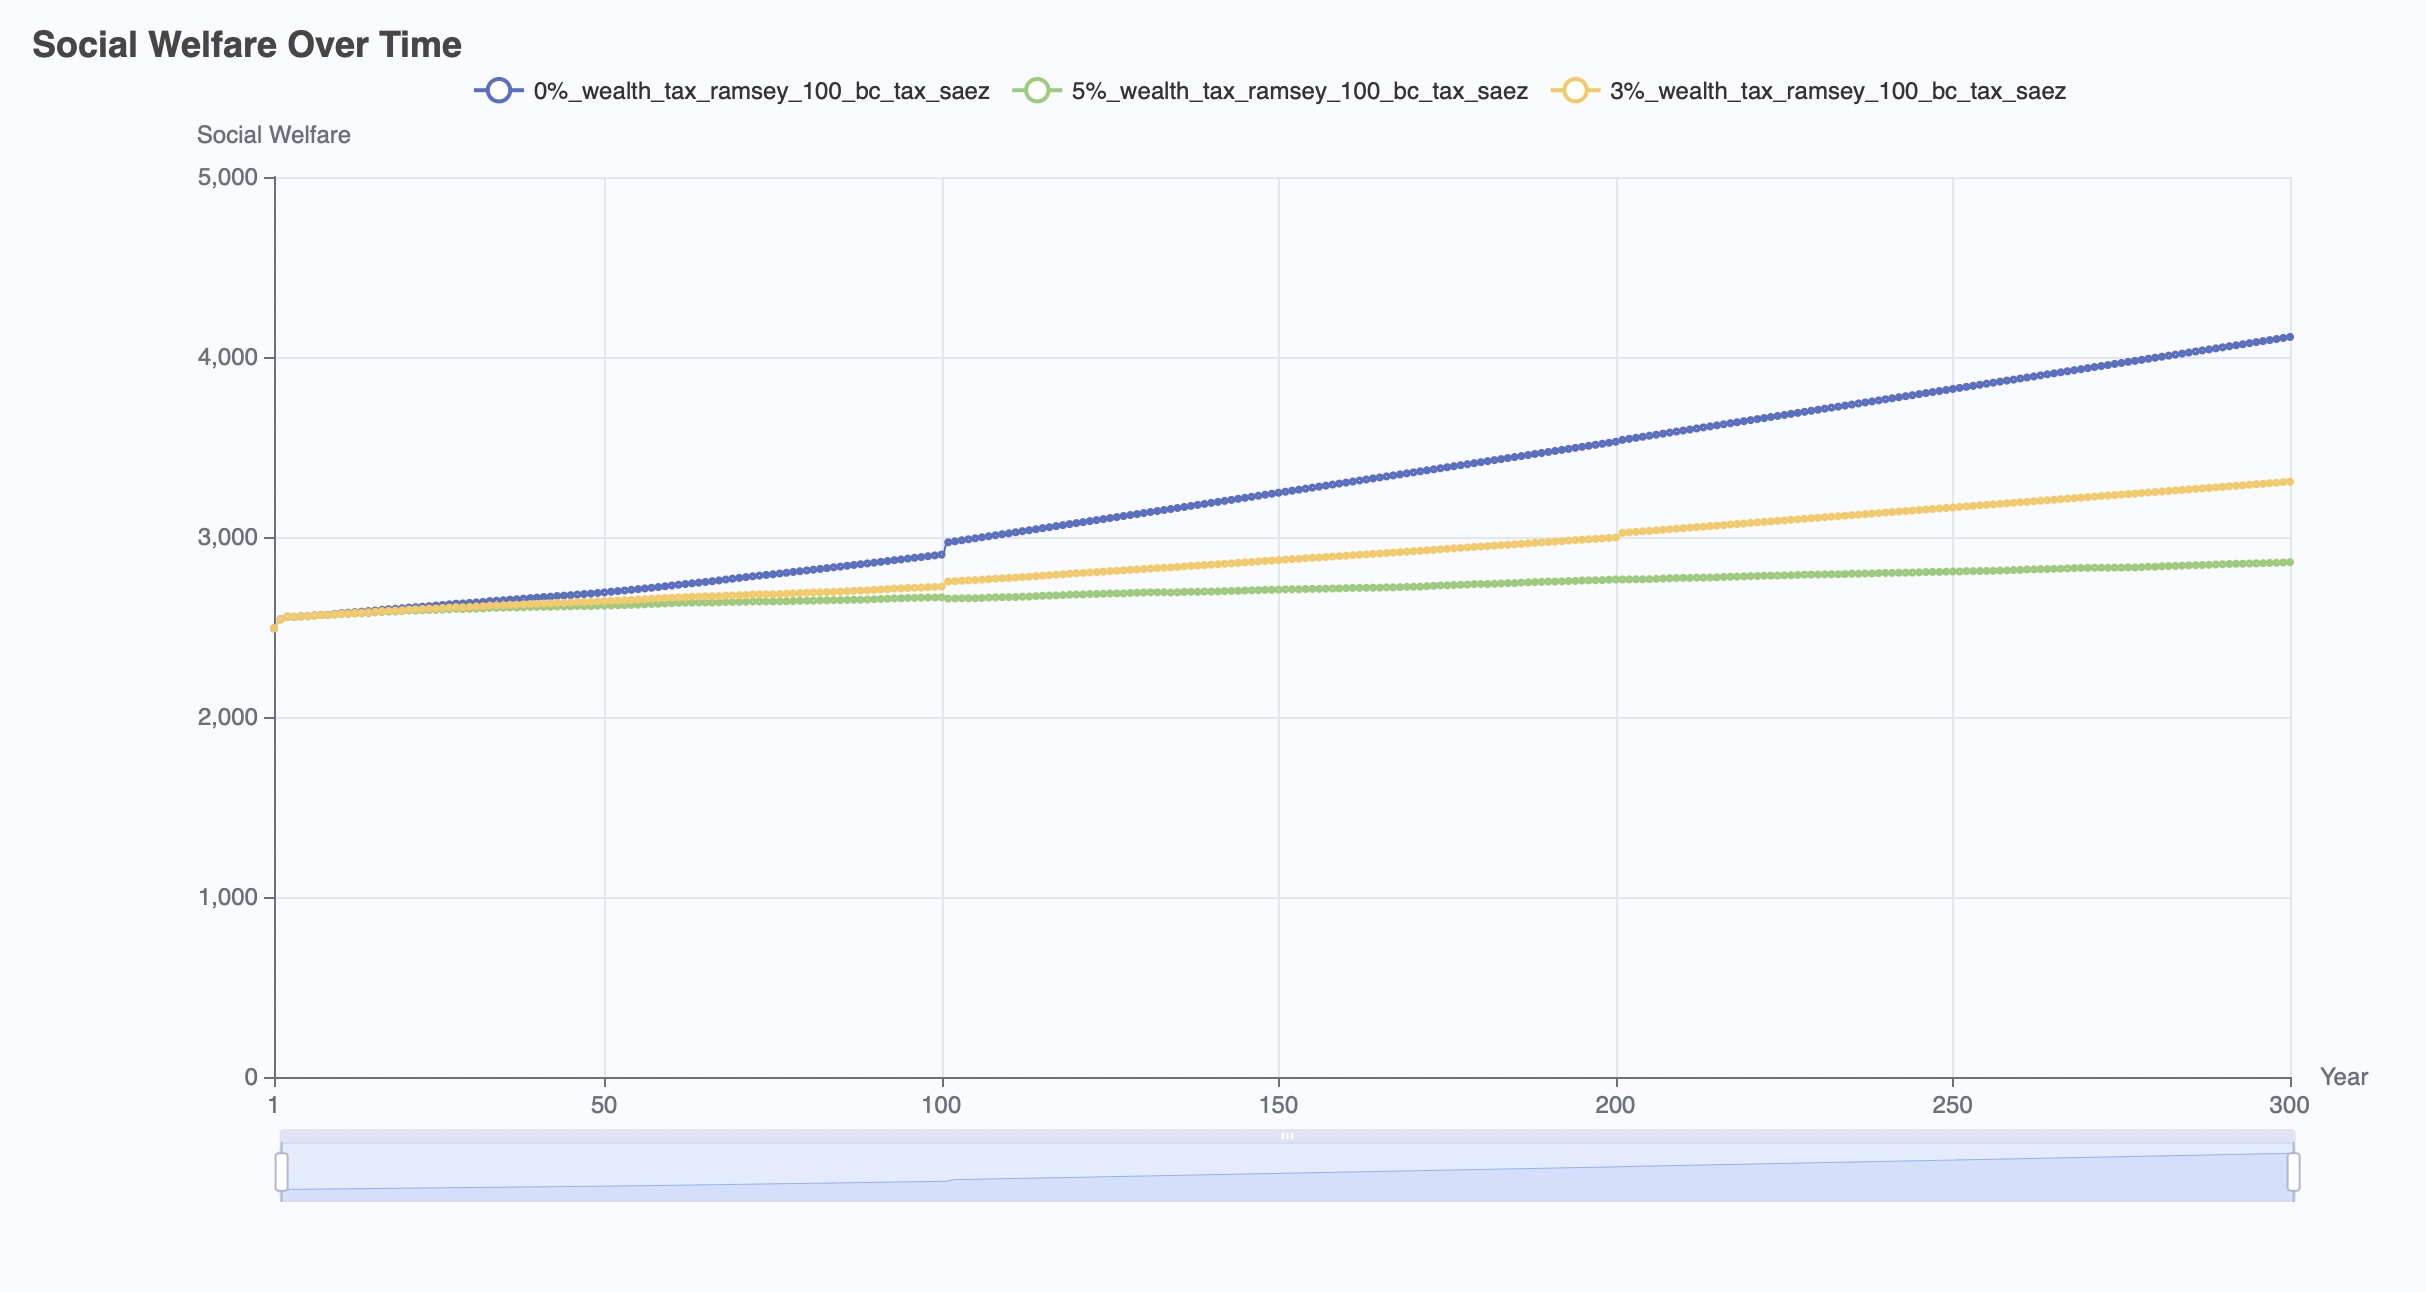 Social Welfare Over Time
0%_wealth_tax_ramsey_100_bc_tax_saez 5%_wealth_tax_ramsey_100_bc_tax_saez 3%_wealth_tax_ramsey_100_bc_tax_saez
Social Welfare
5,000
4,000
3,000
2,000
1,000
0
Year
1 50 100 150 200 250 300